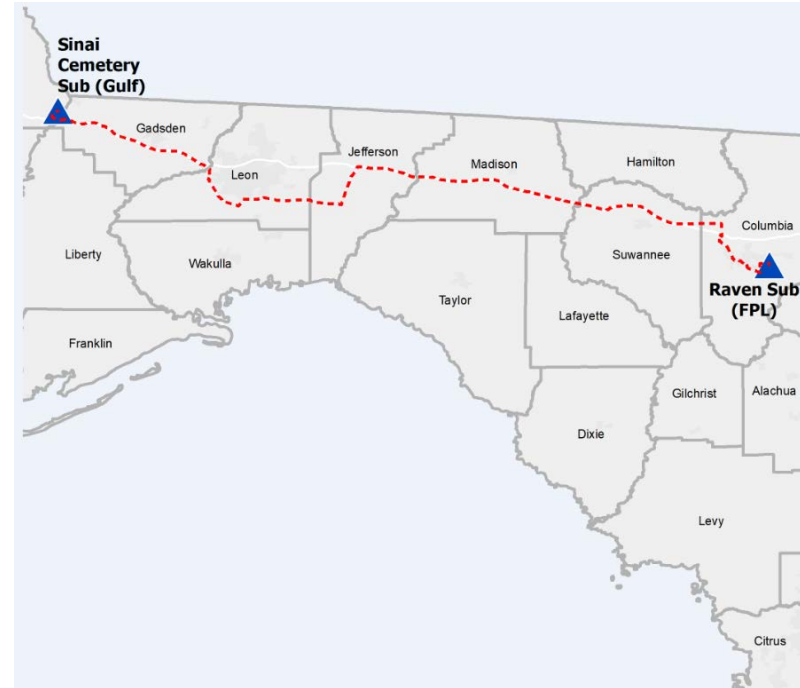 Sinai
Cemetery
Sub (Gulf)
Gadsden
Leon
Jefferson
Madison
Hamilton
Columbia
Liberty
Wakulla
Suwannee
Raven Sub
(FPL)
Taylor
Lafayette
Franklin
Gilchrist
Alachua
Dixie
Levy
Citrus